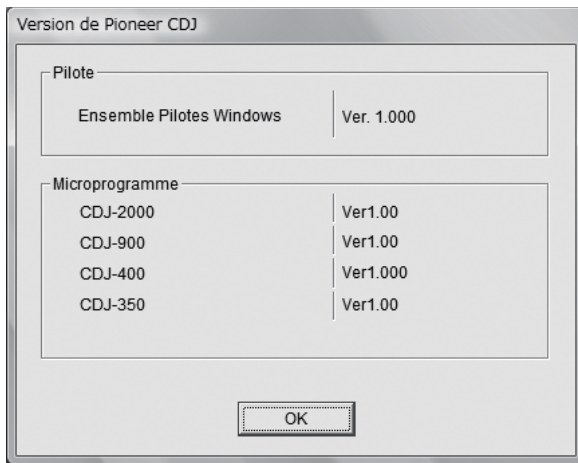 Version de Pioneer CDJ
Pilote
Ensemble Pilotes Windows Ver. 1.000
Microprogramme
CDJ-2000 Ver1.00
CDJ-900 Ver1.00
CDJ-400 Ver1.000
CDJ-350 Ver1.00
OK